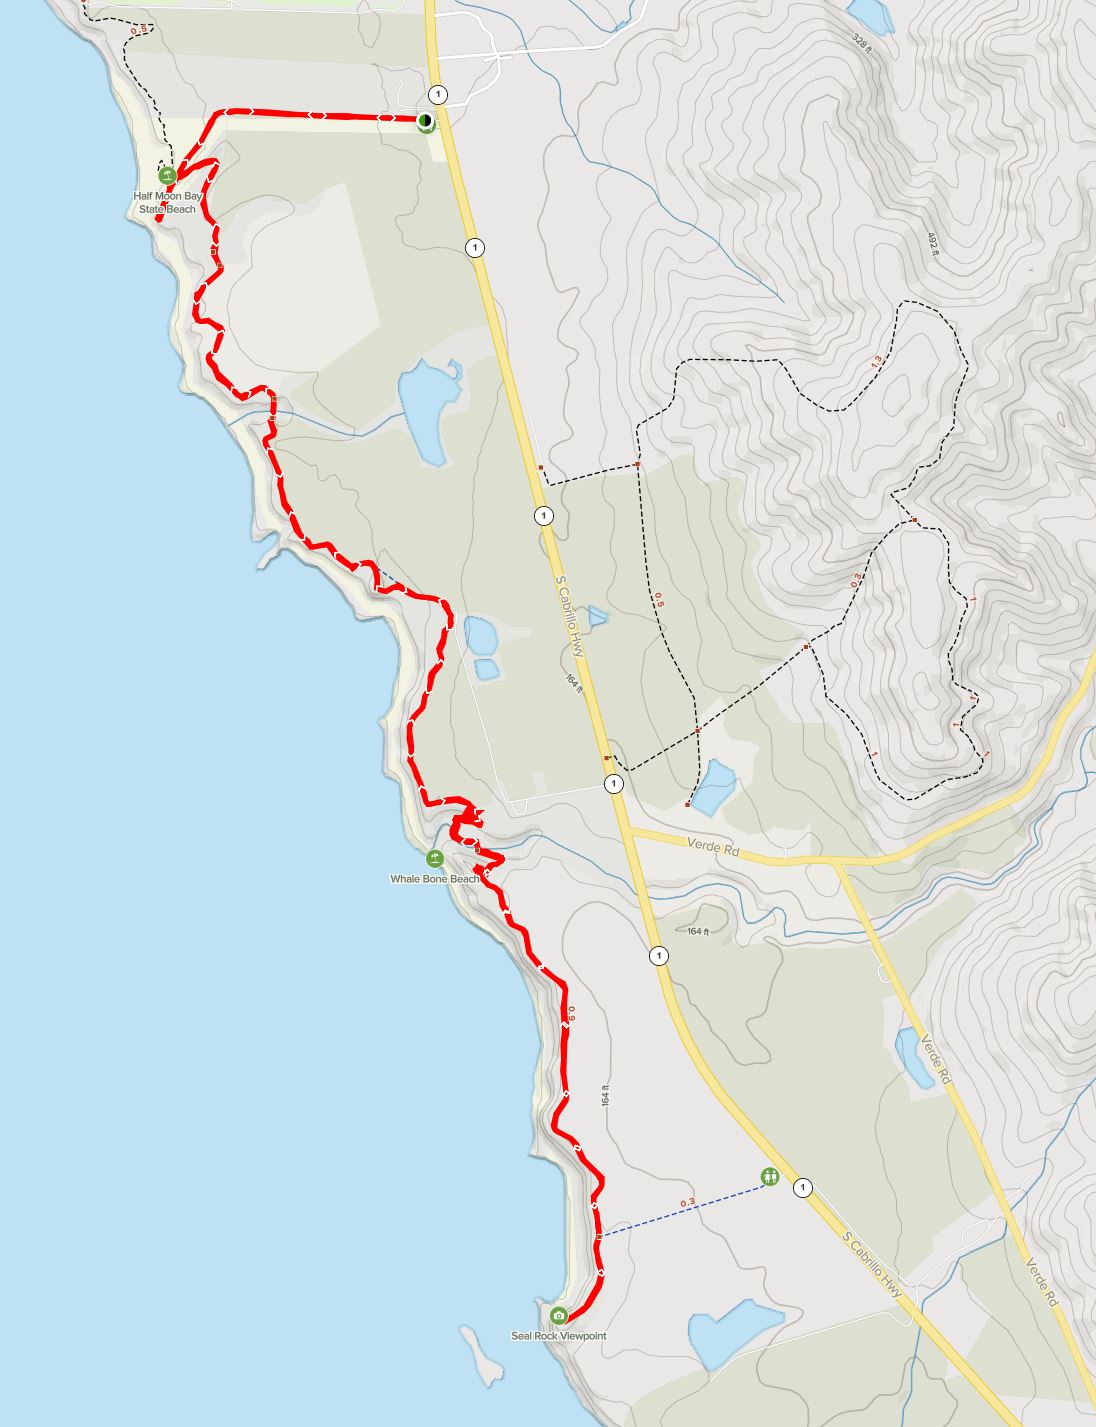 0.5
328 ft
1
Half Moon Bay
State Beach
492 ft
1
1.3
1
S Cabrillo Hwy
0.3
0.5
1
164 ft
1
1
1
1
1
Verde Rd
Whale Bone Beach
164 ft
1
0.9
Verde Rd
164 ft
0.3
1
S Cabrillo Hwy
Verde Rd
Seal Rock Viewpoint